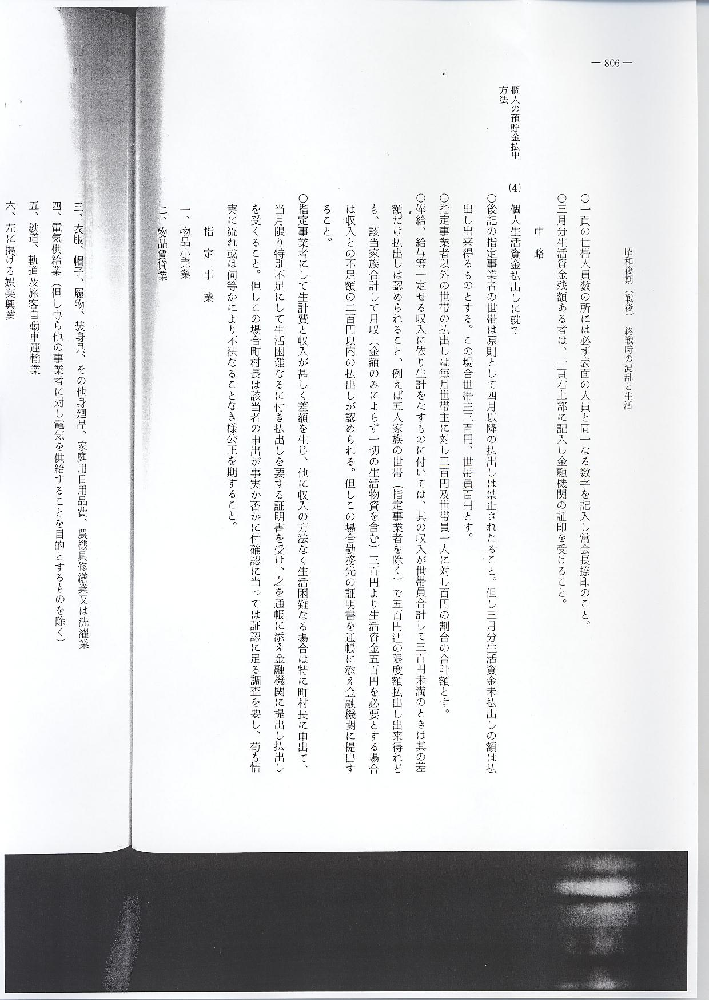 — 806 —
昭和後期（戦後） 終戦時の混乱と生活
〇一頁の世帯人員数の所には必ず表面の人員と同一なる数字を記入し常会長捺印のこと。
〇三月分生活資金残額ある者は、一頁右上部に記入し金融機関の証印を受けること。
中略
個人の預貯金払出
方法
(4) 個人生活資金払出しに就て
〇後記の指定事業者の世帯は原則として四月以降の払出しは禁止されたること。但し三月分生活資金未払出しの額は払
出し出来得るものとする。この場合世帯主三百円、世帯員百円とす。
〇指定事業者以外の世帯の払出しは毎月世帯主に対し三百円及世帯員一人に対し百円の割合の合計額とす。
〇俸給、給与等一定せる収入に依り生計をなすものに付いては、其の収入が世帯員合計して三百円未満のときは其の差
額だけ払出しは認められること、例えば五人家族の世帯（指定事業者を除く）で五百円迠の限度額払出し出来得れど
も、該当家族合計して月収（金額のみによらず一切の生活物資を含む）三百円より生活資金五百円を必要とする場合
は収入との不足額の二百円以内の払出しが認められる。但しこの場合勤務先の証明書を通帳に添え金融機関に提出す
ること。
〇指定事業者にして生計費と収入が甚しく差額を生じ、他に収入の方法なく生活困難なる場合は特に町村長に申出て、
当月限り特別不足にして生活困難なるに付き払出しを要する証明書を受け、之を通帳に添え金融機関に提出し払出し
を受くること。但しこの場合町村長は該当者の申出が事実か否かに付確認に当っては証認に足る調査を要し、苟も情
実に流れ或は何等かにより不法なることなき様公正を期すること。
指定事業
一、物品小売業
二、物品賃貸業
三、衣服、帽子、履物、装身具、その他身廻品、家庭用日用品費、農機具修繕業又は洗濯業
四、電気供給業（但し専ら他の事業者に対し電気を供給することを目的とするものを除く）
五、鉄道、軌道及旅客自動車運輸業
六、左に掲げる娯楽興業